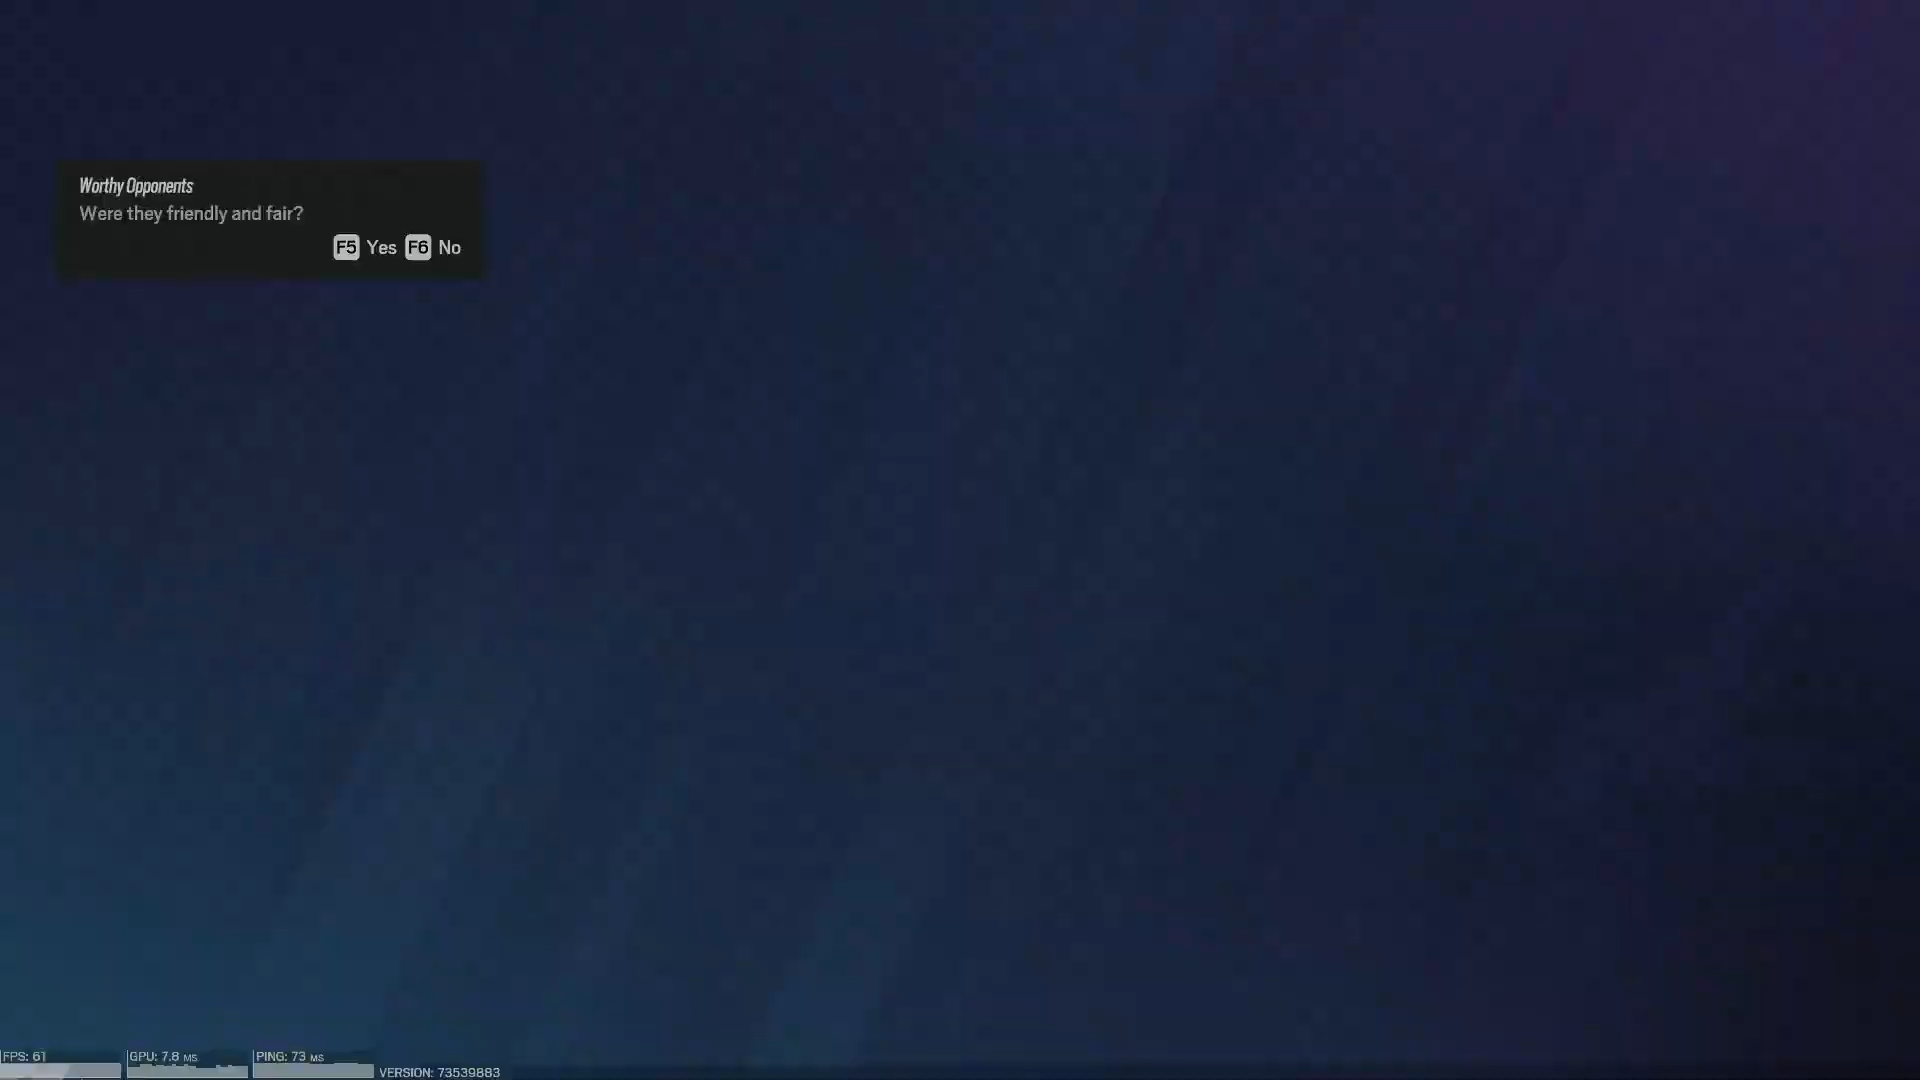 Worthy Opponents
Were they friendly and fair?
F5 Yes F6 No
FPS: 61 GPU: 7.8 MS PING: 73 MS
VERSION: 73539883